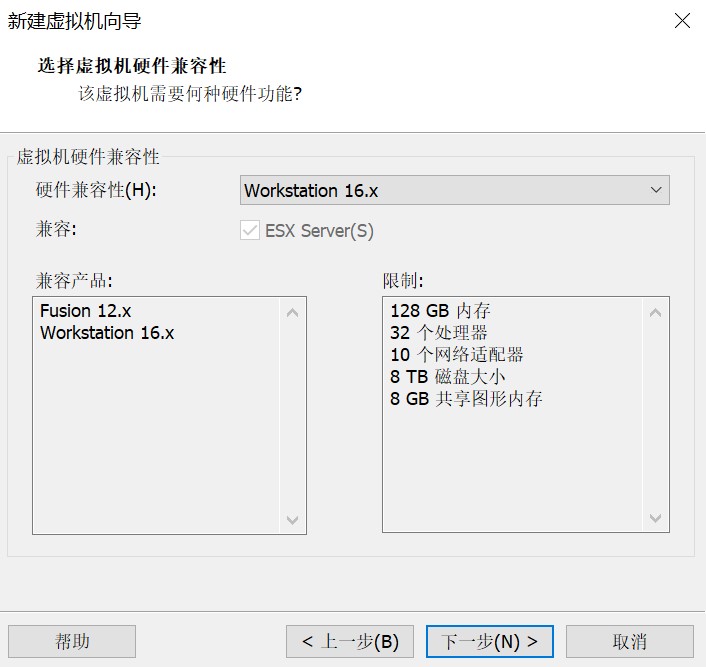 新建虚拟机向导
选择虚拟机硬件兼容性
该虚拟机需要何种硬件功能?
虚拟机硬件兼容性
硬件兼容性(H):
Workstation 16.x
兼容:
ESX Server(S)
兼容产品:
Fusion 12.x
Workstation 16.x
限制:
128 GB 内存
32 个处理器
10 个网络适配器
8 TB 磁盘大小
8 GB 共享图形内存
帮助
< 上一步(B)
下一步(N) >
取消